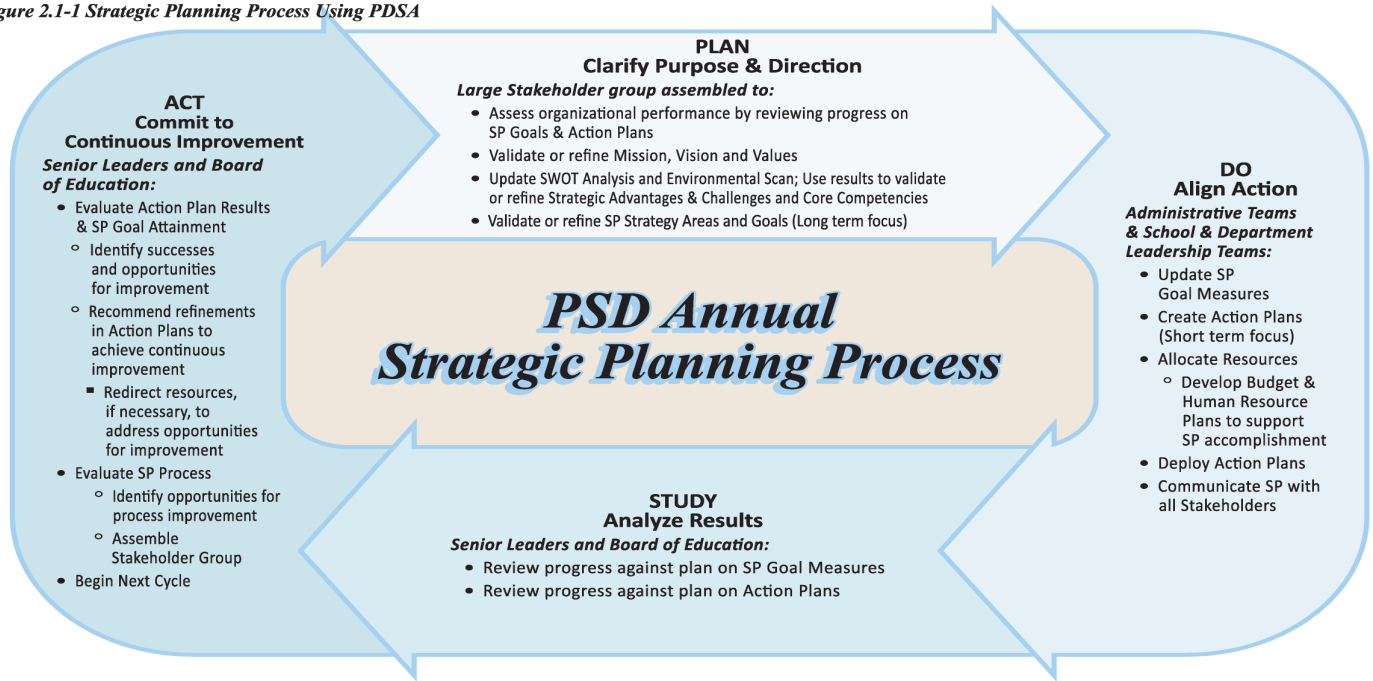 gure 2.1-1 Strategic Planning Process Using PDSA
PLAN
Clarify Purpose & Direction
Large Stakeholder group assembled to:
• Assess organizational performance by reviewing progress on
SP Goals & Action Plans
• Validate or refine Mission, Vision and Values
• Update SWOT Analysis and Environmental Scan; Use results to validate
or refine Strategic Advantages & Challenges and Core Competencies
• Validate or refine SP Strategy Areas and Goals (Long term focus)
DO
Align Action
Administrative Teams
& School & Department
Leadership Teams:
• Update SP
Goal Measures
• Create Action Plans
(Short term focus)
• Allocate Resources
○ Develop Budget &
Human Resource
Plans to support
SP accomplishment
• Deploy Action Plans
• Communicate SP with
all Stakeholders
STUDY
Analyze Results
Senior Leaders and Board of Education:
• Review progress against plan on SP Goal Measures
• Review progress against plan on Action Plans
ACT
Commit to
Continuous Improvement
Senior Leaders and Board
of Education:
• Evaluate Action Plan Results
& SP Goal Attainment
○ Identify successes
and opportunities
for improvement
○ Recommend refinements
in Action Plans to
achieve continuous
improvement
▪ Redirect resources,
if necessary, to
address opportunities
for improvement
• Evaluate SP Process
○ Identify opportunities for
process improvement
○ Assemble
Stakeholder Group
• Begin Next Cycle
PSD Annual
Strategic Planning Process